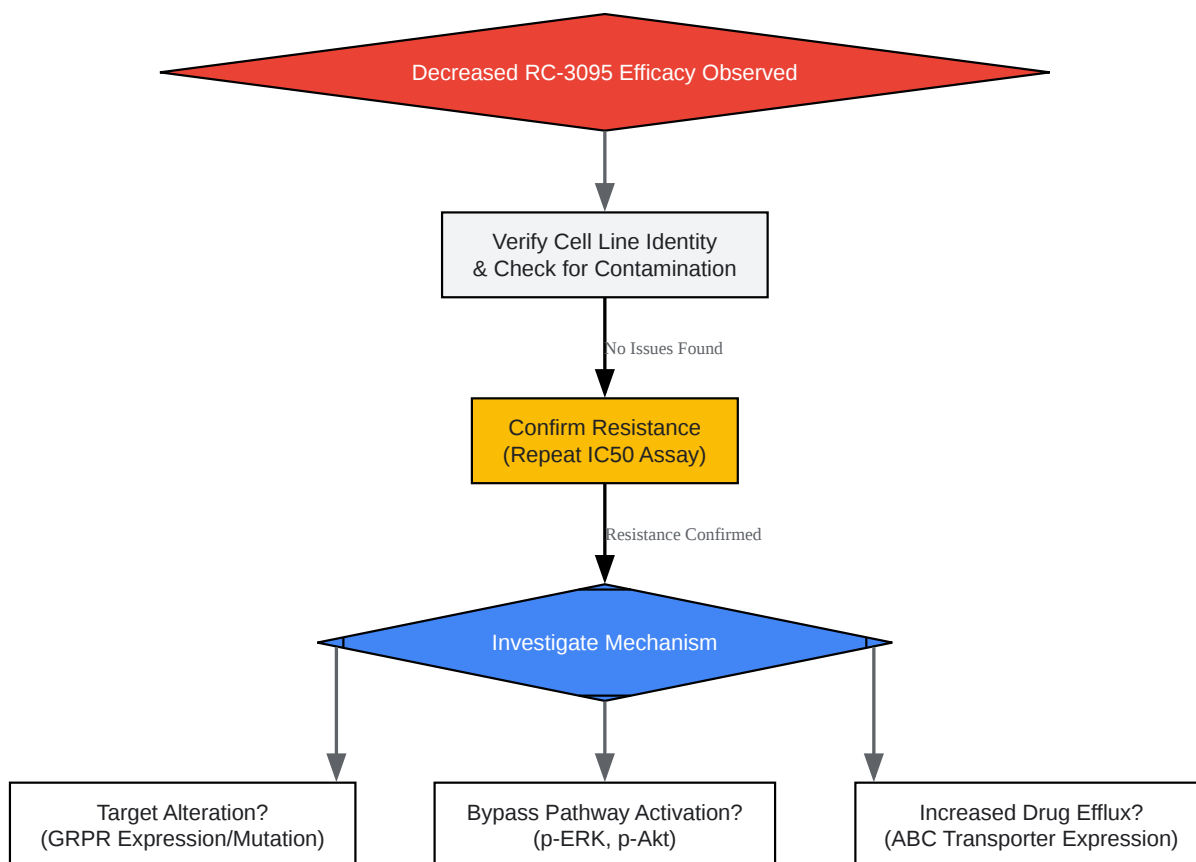 Decreased RC-3095 Efficacy Observed
Verify Cell Line Identity
& Check for Contamination
No Issues Found
Confirm Resistance
(Repeat IC50 Assay)
Resistance Confirmed
Investigate Mechanism
Target Alteration?
(GRPR Expression/Mutation)
Bypass Pathway Activation?
(p-ERK, p-Akt)
Increased Drug Efflux?
(ABC Transporter Expression)